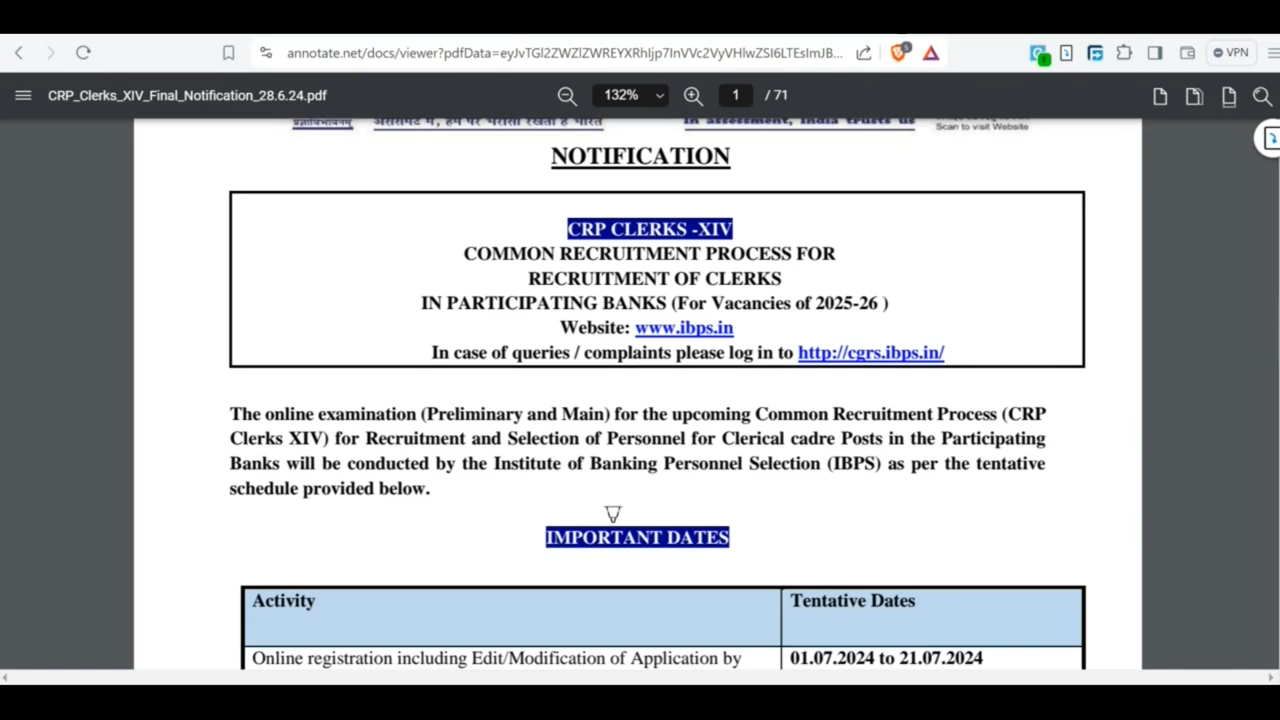 annotate.net/docs/viewer?pdfData=eyJvTGl2ZWZlZWREYXRhIjp7InVVc2VyVHlwZSI6LTEsImJB...
VPN
CRP_Clerks_XIV_Final_Notification_28.6.24.pdf
132%
1 / 71
In assessment, India trusts us
Scan to visit Website
NOTIFICATION
CRP CLERKS -XIV
COMMON RECRUITMENT PROCESS FOR
RECRUITMENT OF CLERKS
IN PARTICIPATING BANKS (For Vacancies of 2025-26 )
Website: www.ibps.in
In case of queries / complaints please log in to http://cgrs.ibps.in/
The online examination (Preliminary and Main) for the upcoming Common Recruitment Process (CRP
Clerks XIV) for Recruitment and Selection of Personnel for Clerical cadre Posts in the Participating
Banks will be conducted by the Institute of Banking Personnel Selection (IBPS) as per the tentative
schedule provided below.
IMPORTANT DATES
Activity Tentative Dates
Online registration including Edit/Modification of Application by 01.07.2024 to 21.07.2024